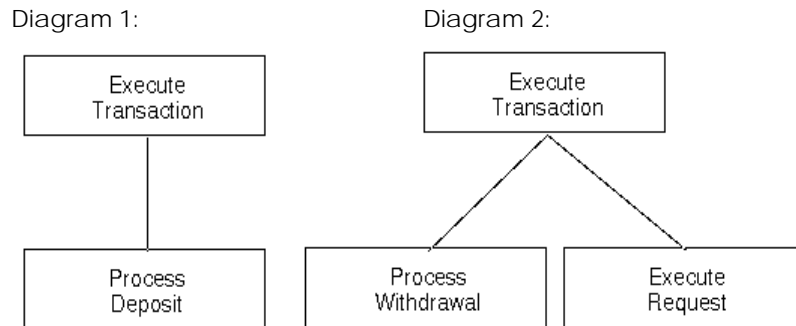 Diagram 1:
Diagram 2:
Execute
Transaction
Execute
Transaction
Process
Deposit
Process
Withdrawal
Execute
Request